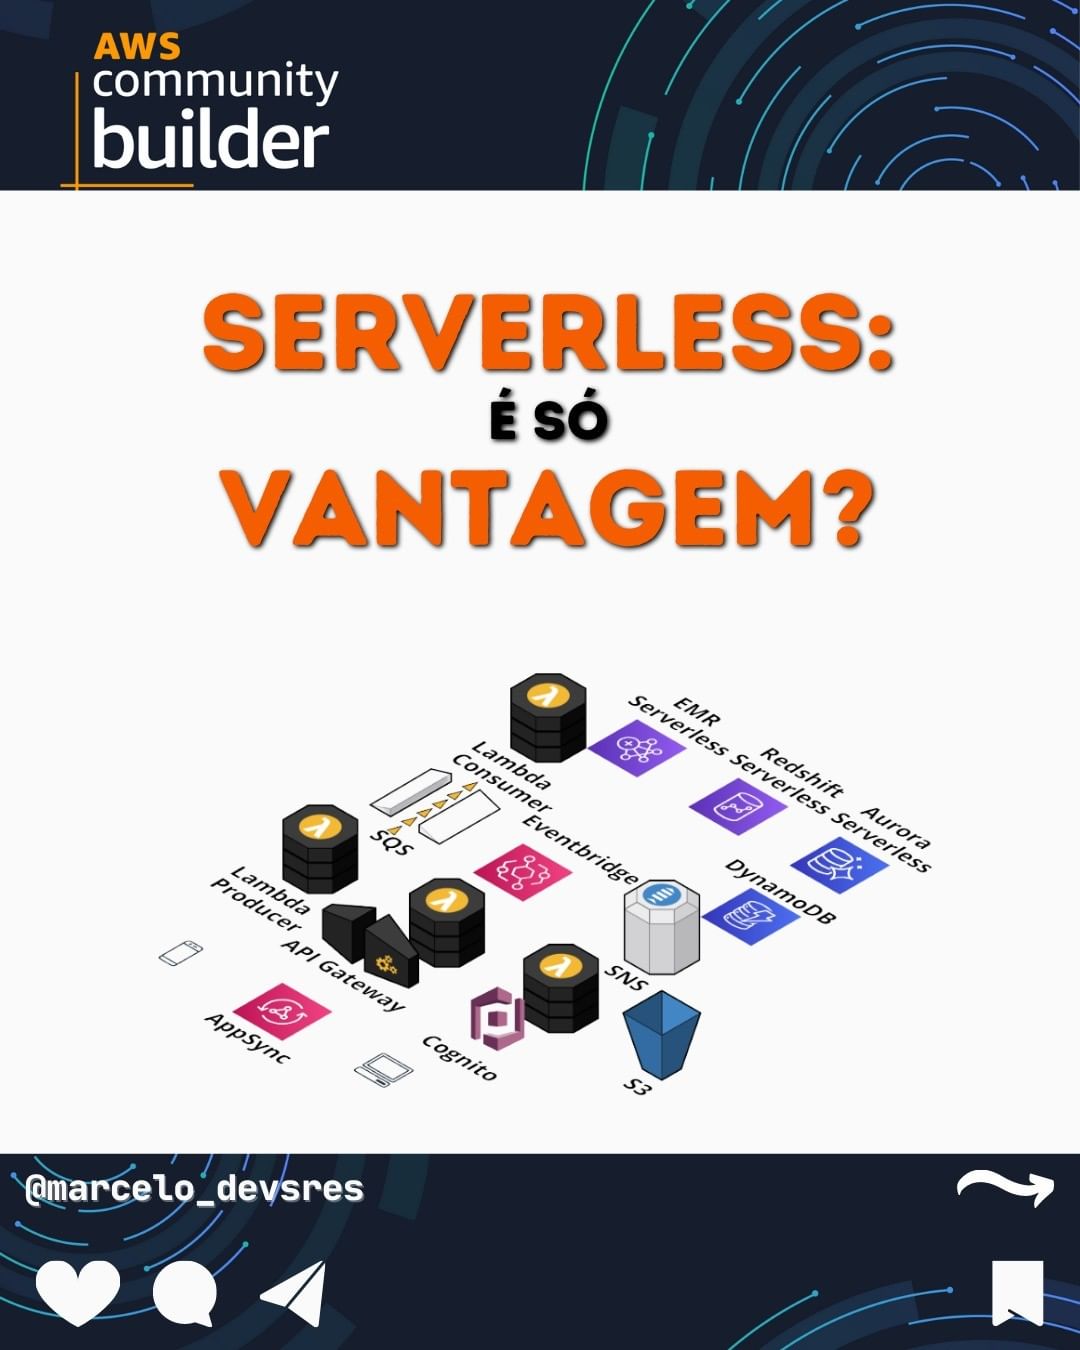 AWS
community
builder
SERVERLESS:
É SÓ
VANTAGEM?
EMR
Serverless
Redshift
Serverless
Aurora
Serverless
Lambda
Consumer
SQS
Eventbridge
DynamoDB
Lambda
Producer
API Gateway
SNS
AppSync
Cognito
S3
@marcelo_devsres